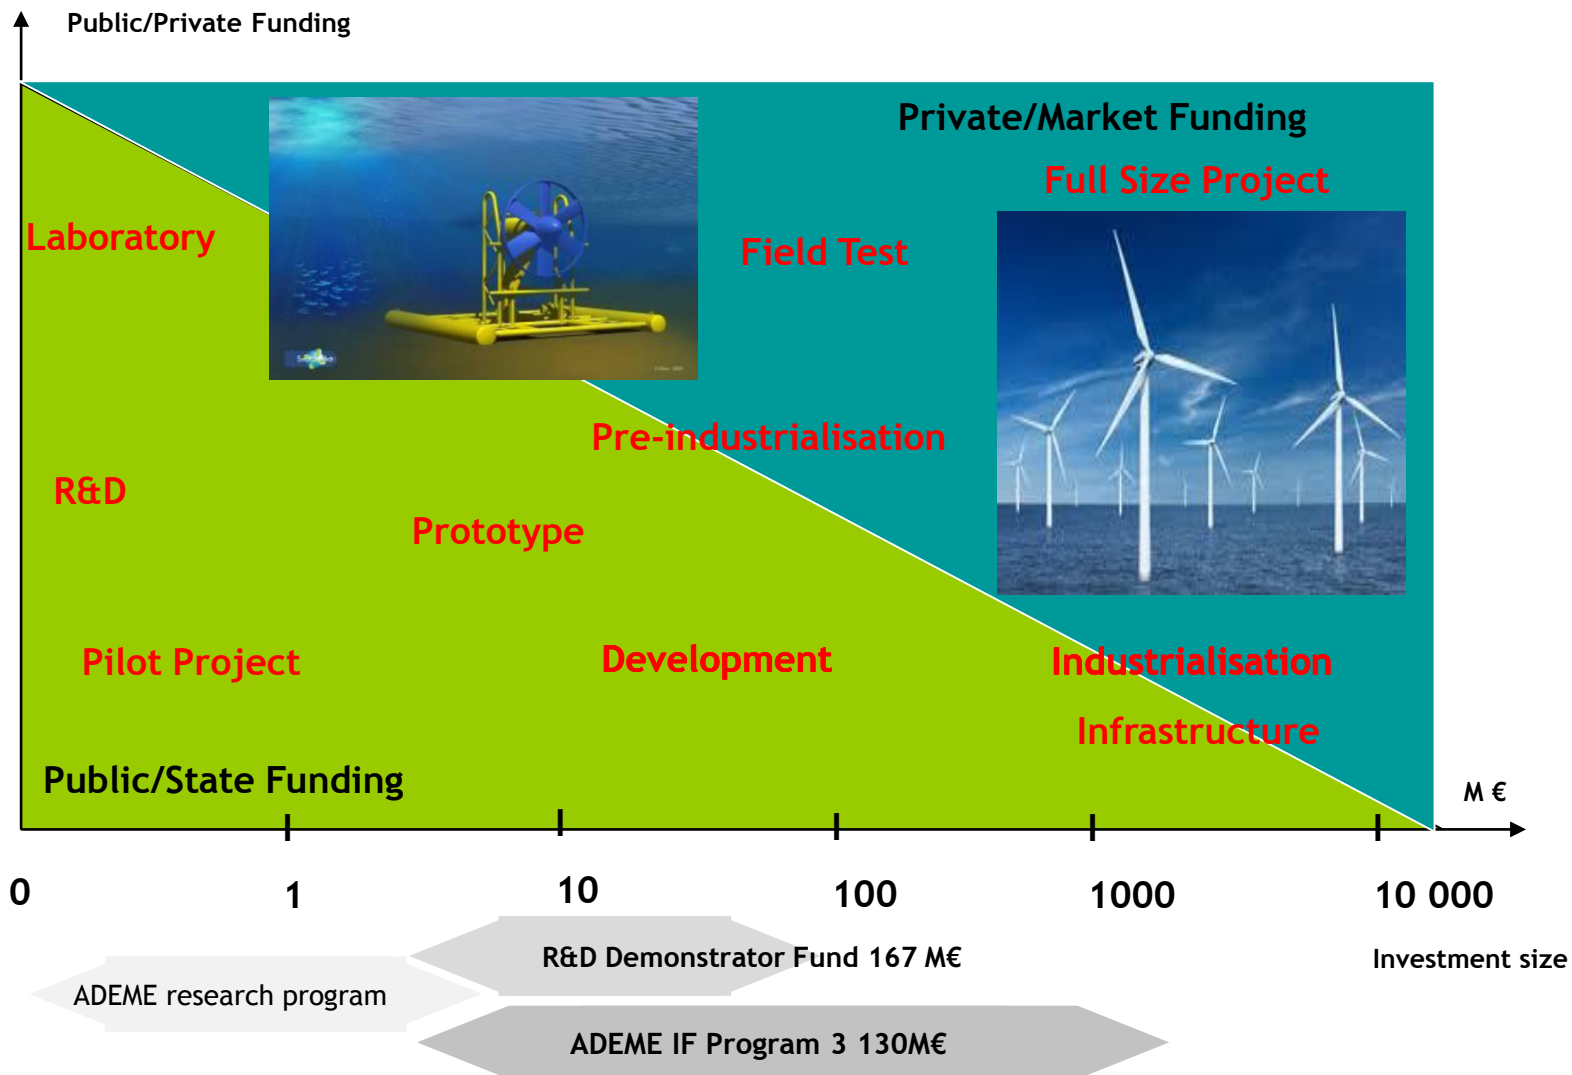 Public/Private Funding
Private/Market Funding
Full Size Project
Laboratory
Field Test
Pre-industrialisation
R&D
Prototype
Pilot Project
Development
Industrialisation
Infrastructure
Public/State Funding
M €
0
1
10
100
1000
10 000
R&D Demonstrator Fund 167 M€
Investment size
ADEME research program
ADEME IF Program 3 130M€